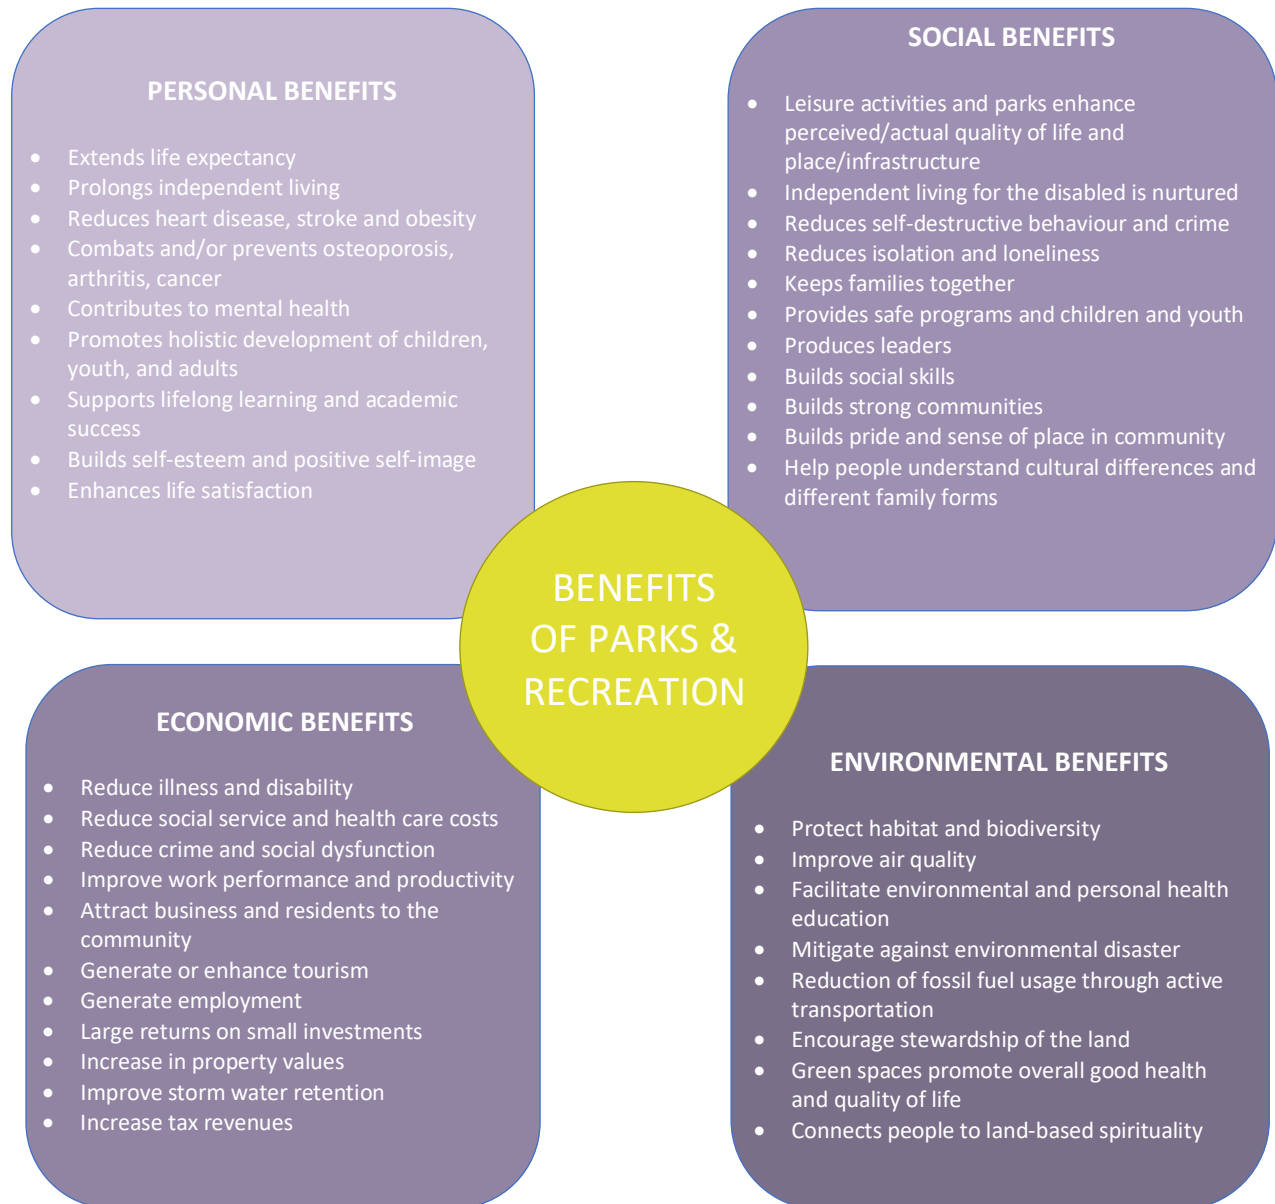 PERSONAL BENEFITS
• Extends life expectancy
• Prolongs independent living
• Reduces heart disease, stroke and obesity
• Combats and/or prevents osteoporosis,
arthritis, cancer
• Contributes to mental health
• Promotes holistic development of children,
youth, and adults
• Supports lifelong learning and academic
success
• Builds self-esteem and positive self-image
• Enhances life satisfaction
SOCIAL BENEFITS
• Leisure activities and parks enhance
perceived/actual quality of life and
place/infrastructure
• Independent living for the disabled is nurtured
• Reduces self-destructive behaviour and crime
• Reduces isolation and loneliness
• Keeps families together
• Provides safe programs and children and youth
• Produces leaders
• Builds social skills
• Builds strong communities
• Builds pride and sense of place in community
• Help people understand cultural differences and
different family forms
BENEFITS
OF PARKS &
RECREATION
ECONOMIC BENEFITS
• Reduce illness and disability
• Reduce social service and health care costs
• Reduce crime and social dysfunction
• Improve work performance and productivity
• Attract business and residents to the
community
• Generate or enhance tourism
• Generate employment
• Large returns on small investments
• Increase in property values
• Improve storm water retention
• Increase tax revenues
ENVIRONMENTAL BENEFITS
• Protect habitat and biodiversity
• Improve air quality
• Facilitate environmental and personal health
education
• Mitigate against environmental disaster
• Reduction of fossil fuel usage through active
transportation
• Encourage stewardship of the land
• Green spaces promote overall good health
and quality of life
• Connects people to land-based spirituality